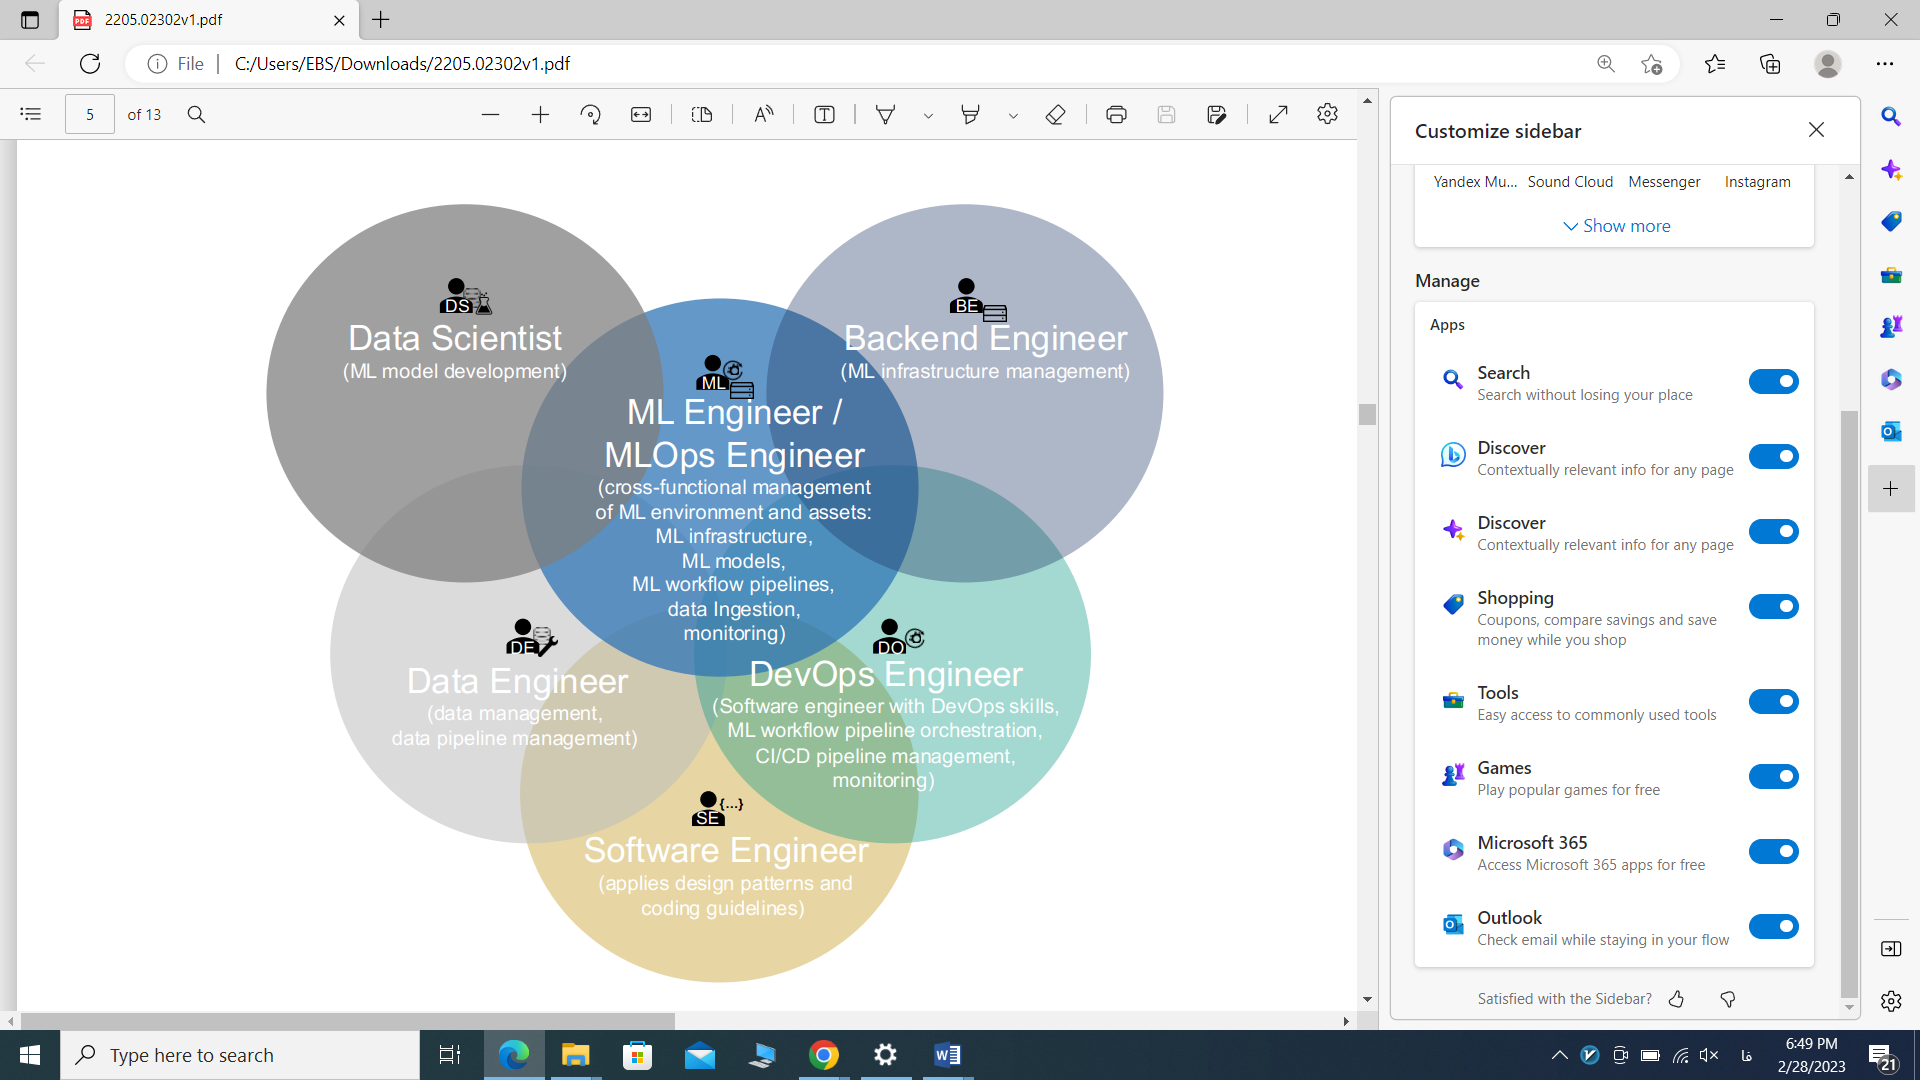 2205.02302v1.pdf
File
C:/Users/EBS/Downloads/2205.02302v1.pdf
5
of 13
DS
Data Scientist
(ML model development)
BE
Backend Engineer
(ML infrastructure management)
ML
ML Engineer /
MLOps Engineer
(cross-functional management
of ML environment and assets:
ML infrastructure,
ML models,
ML workflow pipelines,
data Ingestion,
monitoring)
DE
Data Engineer
(data management,
data pipeline management)
DO
DevOps Engineer
(Software engineer with DevOps skills,
ML workflow pipeline orchestration,
CI/CD pipeline management,
monitoring)
SE {...}
Software Engineer
(applies design patterns and
coding guidelines)
Customize sidebar
Yandex Mu... Sound Cloud Messenger Instagram
Show more
Manage
Apps
Search
Search without losing your place
Discover
Contextually relevant info for any page
Discover
Contextually relevant info for any page
Shopping
Coupons, compare savings and save
money while you shop
Tools
Easy access to commonly used tools
Games
Play popular games for free
Microsoft 365
Access Microsoft 365 apps for free
Outlook
Check email while staying in your flow
Satisfied with the Sidebar?
Type here to search
فا
6:49 PM
2/28/2023
21